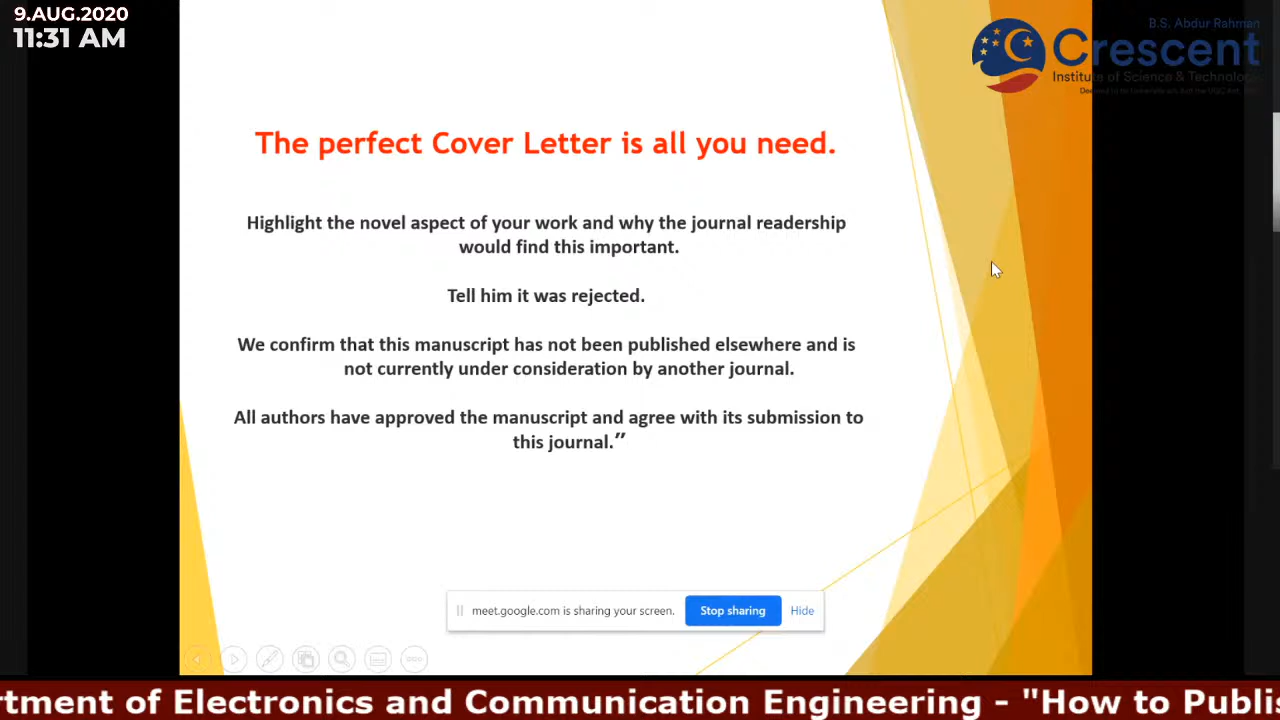 9.AUG.2020
11:31 AM
B.S. Abdur Rahman
Crescent
Institute of Science & Technology
The perfect Cover Letter is all you need.
Highlight the novel aspect of your work and why the journal readership
would find this important.
Tell him it was rejected.
We confirm that this manuscript has not been published elsewhere and is
not currently under consideration by another journal.
All authors have approved the manuscript and agree with its submission to
this journal.”
meet.google.com is sharing your screen.
Stop sharing
Hide
rtment of Electronics and Communication Engineering - "How to Publis